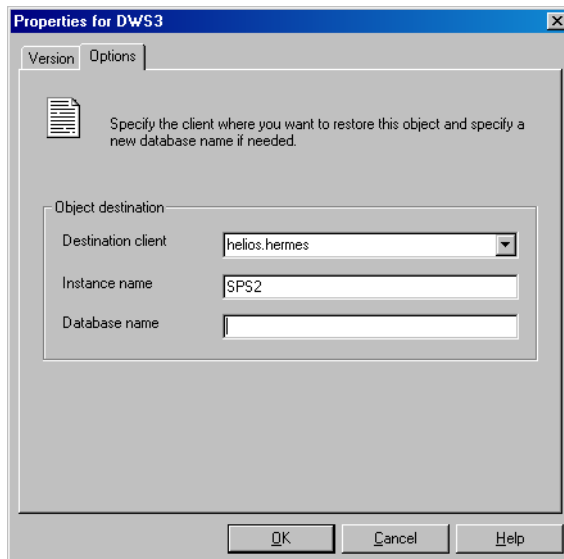 Properties for DWS3
Version
Options
Specify the client where you want to restore this object and specify a
new database name if needed.
Object destination
Destination client
helios.hermes
Instance name
SPS2
Database name
OK
Cancel
Help